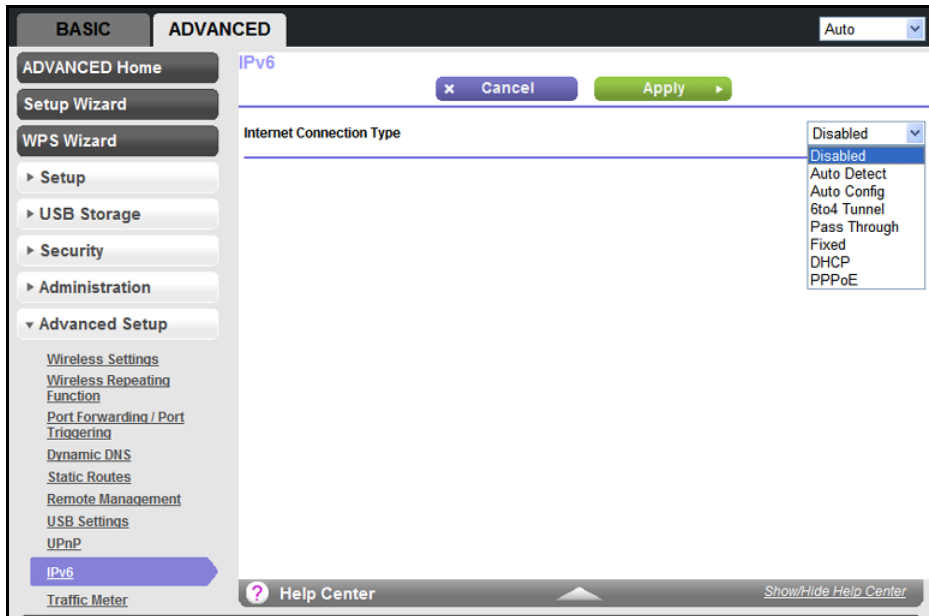 BASIC
ADVANCED
Auto
ADVANCED Home
Setup Wizard
WPS Wizard
Setup
USB Storage
Security
Administration
Advanced Setup
Wireless Settings
Wireless Repeating
Function
Port Forwarding / Port
Triggering
Dynamic DNS
Static Routes
Remote Management
USB Settings
UPnP
IPv6
Traffic Meter
IPv6
x Cancel
Apply
Internet Connection Type
Disabled
Disabled
Auto Detect
Auto Config
6to4 Tunnel
Pass Through
Fixed
DHCP
PPPoE
? Help Center
Show/Hide Help Center